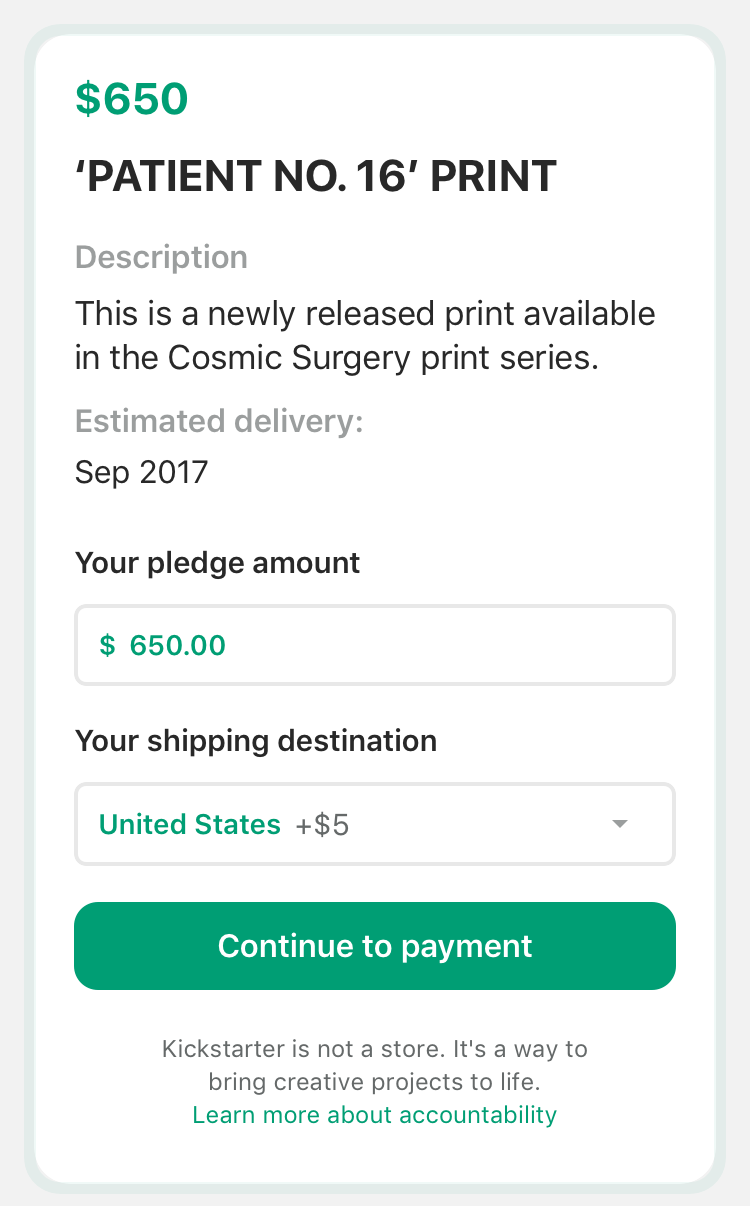 $650
‘PATIENT NO. 16’ PRINT
Description
This is a newly released print available
in the Cosmic Surgery print series.
Estimated delivery:
Sep 2017
Your pledge amount
$ 650.00
Your shipping destination
United States +$5
Continue to payment
Kickstarter is not a store. It's a way to
bring creative projects to life.
Learn more about accountability